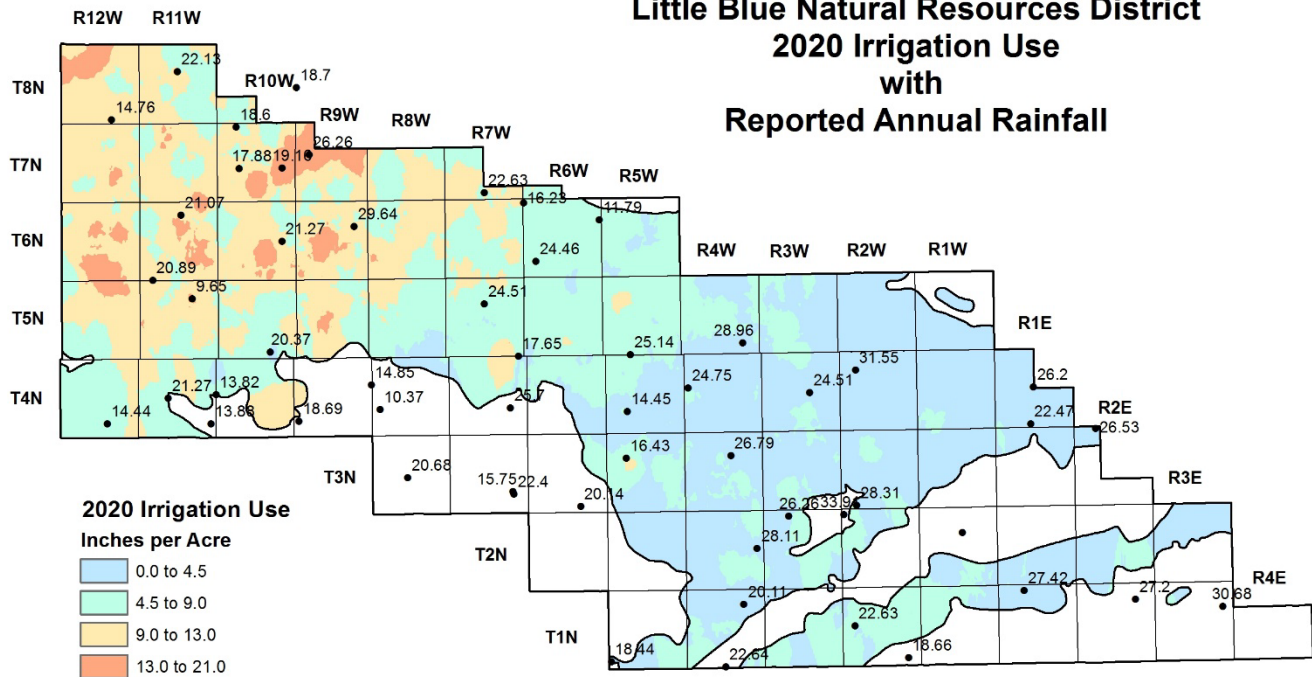 Little Blue Natural Resources District
2020 Irrigation Use
with
Reported Annual Rainfall
R12W
R11W
R10W
R9W
R8W
R7W
R6W
R5W
R4W
R3W
R2W
R1W
R1E
R2E
R3E
R4E
T8N
T7N
T6N
T5N
T4N
T3N
T2N
T1N
22.13
18.7
14.76
18.6
26.26
17.88
19.16
22.63
16.23
11.79
21.07
29.64
21.27
24.46
20.89
9.65
24.51
20.37
17.65
25.14
28.96
31.55
14.85
24.75
24.51
26.2
21.27
13.82
10.37
25.7
14.45
14.44
13.88
18.69
22.47
26.53
16.43
26.79
20.68
15.75
22.4
20.14
26.26
33.9
28.31
28.11
20.11
27.42
27.2
30.68
22.63
18.44
22.64
18.66
2020 Irrigation Use
Inches per Acre
0.0 to 4.5
4.5 to 9.0
9.0 to 13.0
13.0 to 21.0